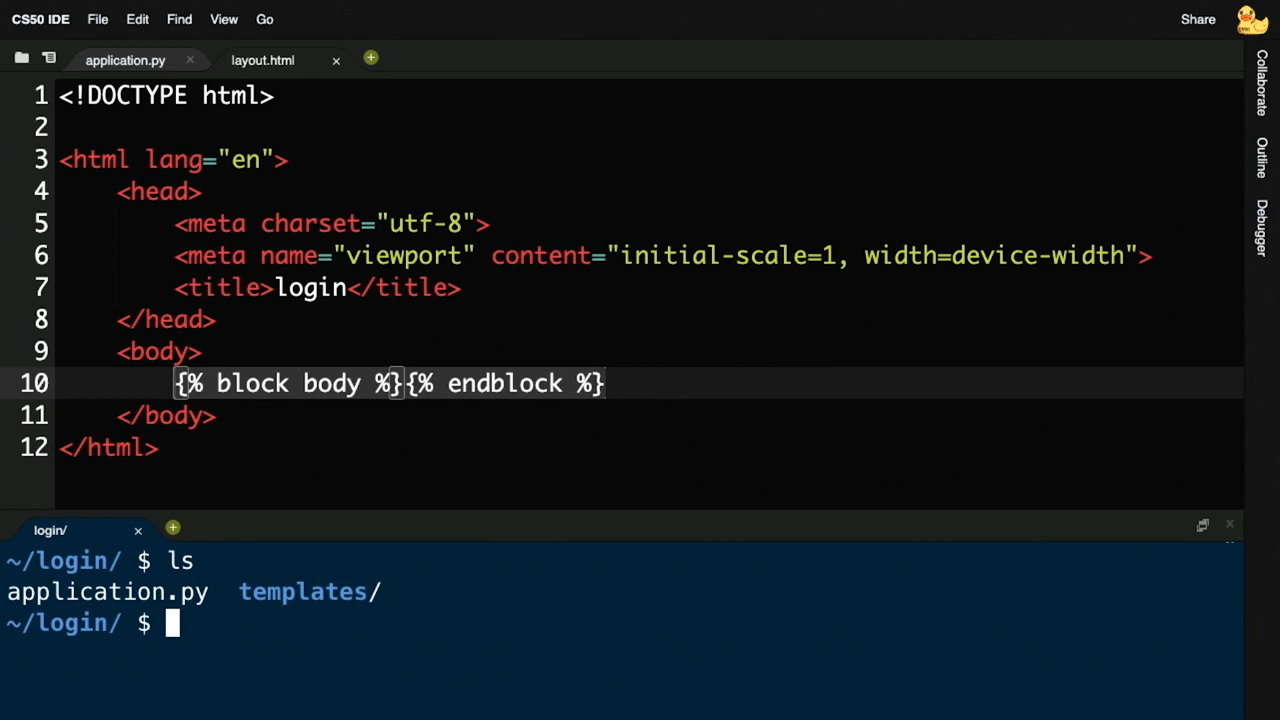 CS50 IDE File Edit Find View Go Share
application.py × layout.html ×
1 <!DOCTYPE html>
2
3 <html lang="en">
4     <head>
5         <meta charset="utf-8">
6         <meta name="viewport" content="initial-scale=1, width=device-width">
7         <title>login</title>
8     </head>
9     <body>
10         {% block body %}{% endblock %}
11     </body>
12 </html>
Collaborate
Outline
Debugger
login/ ×
~/login/ $ ls
application.py  templates/
~/login/ $